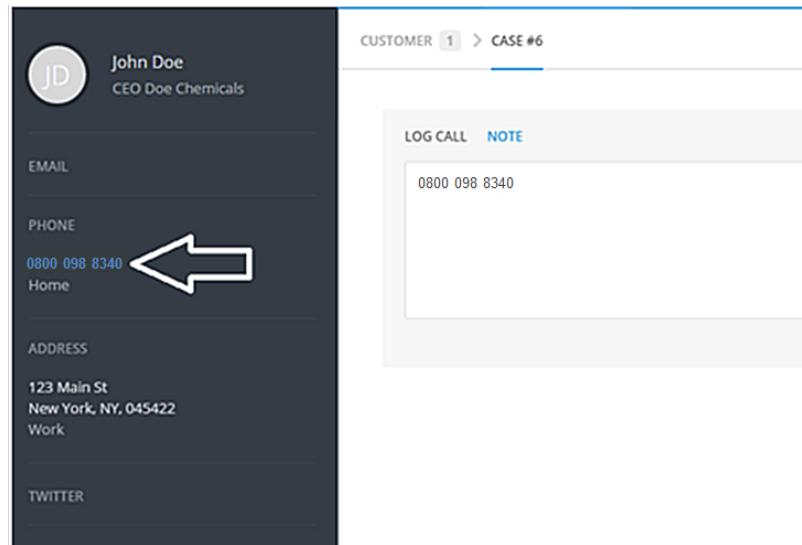 JD
John Doe
CEO Doe Chemicals
EMAIL
PHONE
0800 098 8340
Home
ADDRESS
123 Main St
New York, NY, 045422
Work
TWITTER
CUSTOMER 1 > CASE #6
LOG CALL NOTE
0800 098 8340